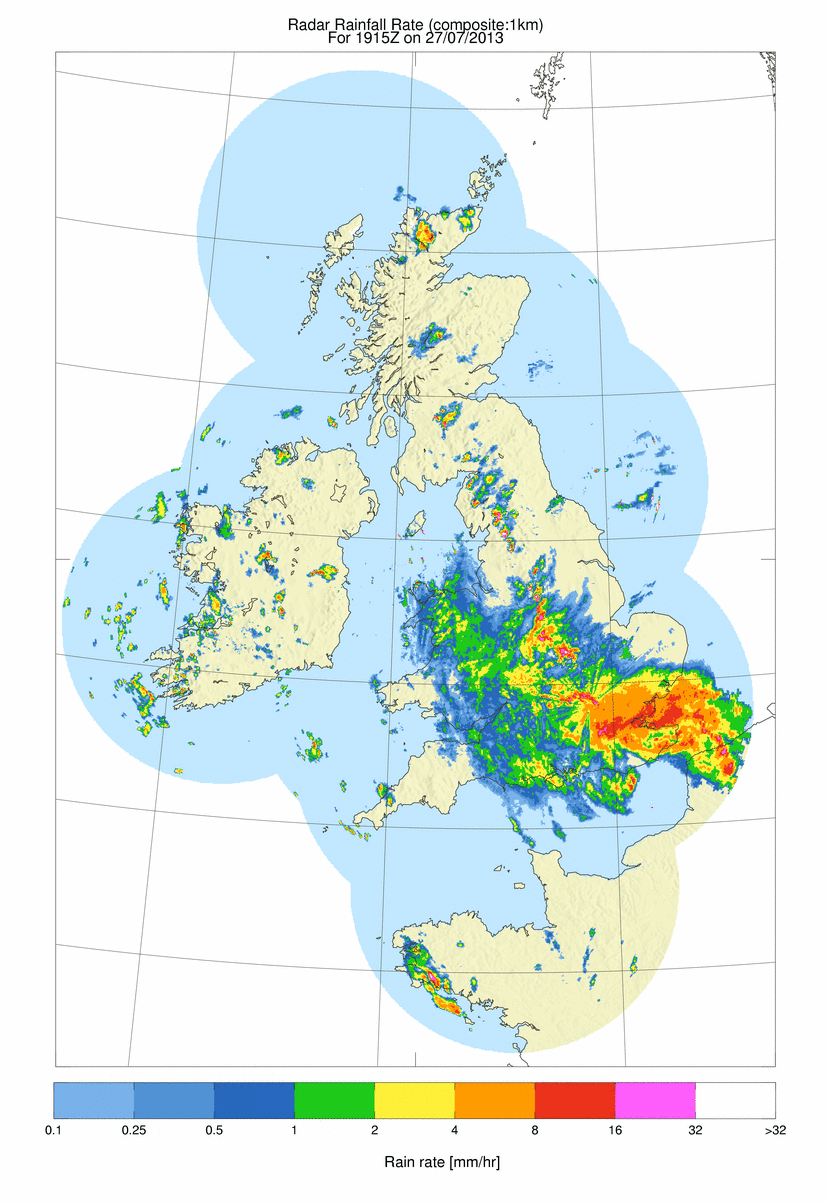 Radar Rainfall Rate (composite:1km)
For 1915Z on 27/07/2013
0.1 0.25 0.5 1 2 4 8 16 32 >32
Rain rate [mm/hr]